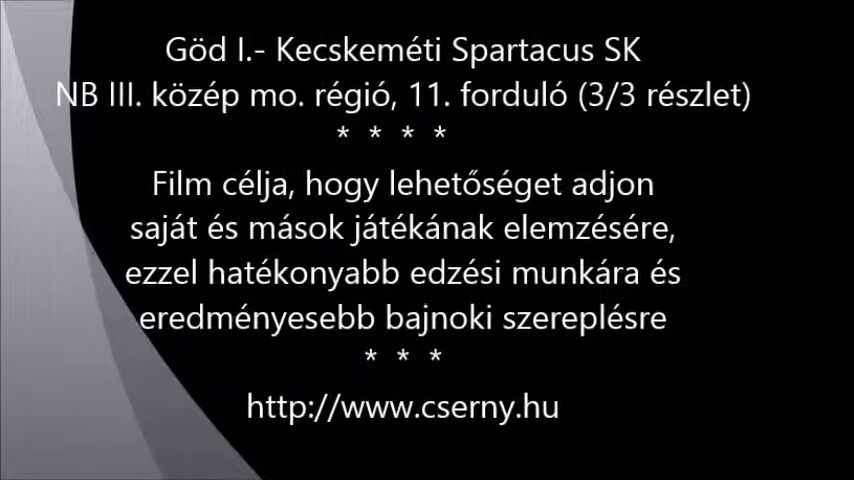 Göd I.- Kecskeméti Spartacus SK
NB III. közép mo. régió, 11. forduló (3/3 részlet)
* * * *
Film célja, hogy lehetőséget adjon
saját és mások játékának elemzésére,
ezzel hatékonyabb edzési munkára és
eredményesebb bajnoki szereplésre
* * *
http://www.cserny.hu